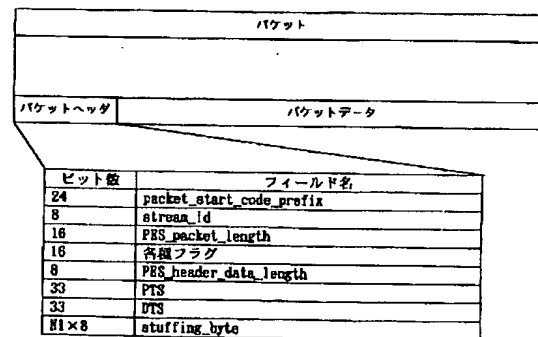 パケット
パケットヘッダ パケットデータ
ビット数 フィールド名
24 packet_start_code_prefix
8 stream_id
16 PES_packet_length
16 各種フラグ
8 PES_header_data_length
33 PTS
33 DTS
N1×8 stuffing_byte